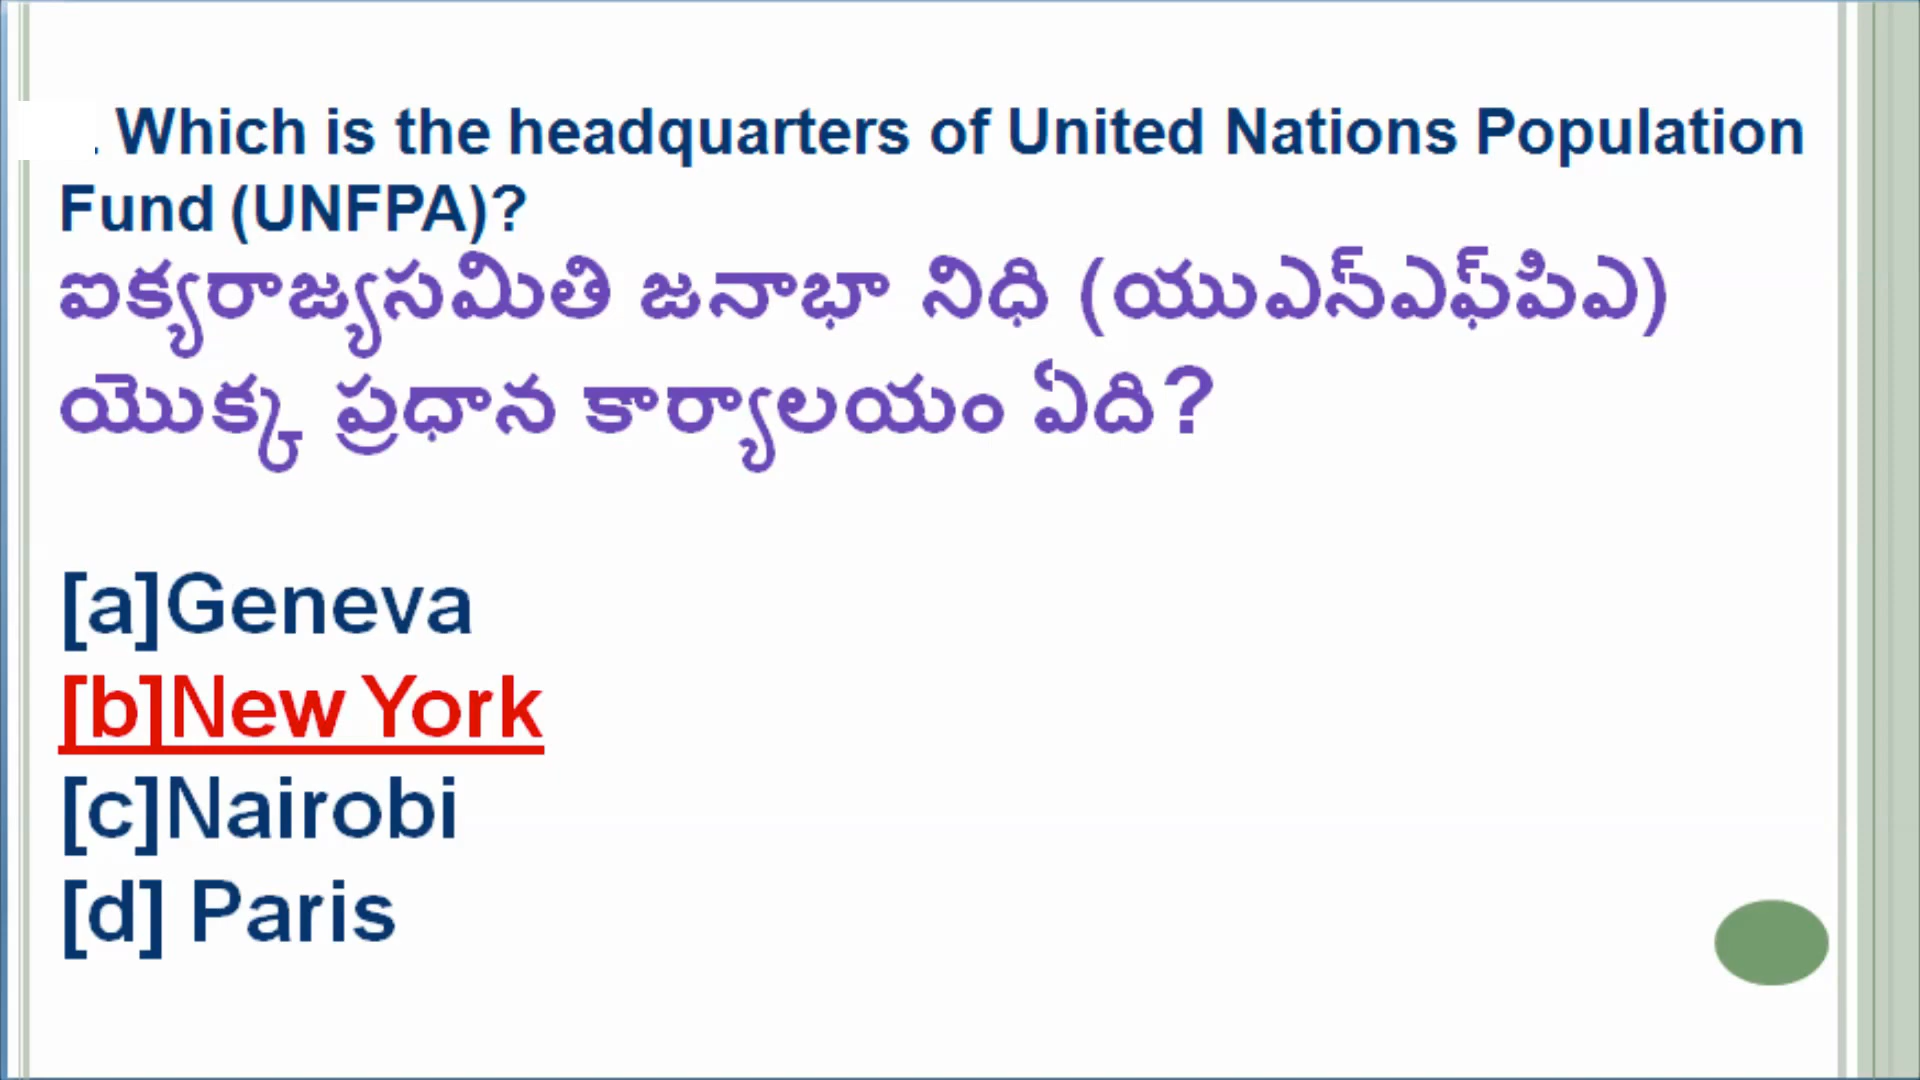 . Which is the headquarters of United Nations Population
Fund (UNFPA)?
ఐక్యరాజ్యసమితి జనాభా నిధి (యుఎస్ఎఫ్‌పిఎ)
యొక్క ప్రధాన కార్యాలయం ఏది?
[a]Geneva
[b]New York
[c]Nairobi
[d] Paris